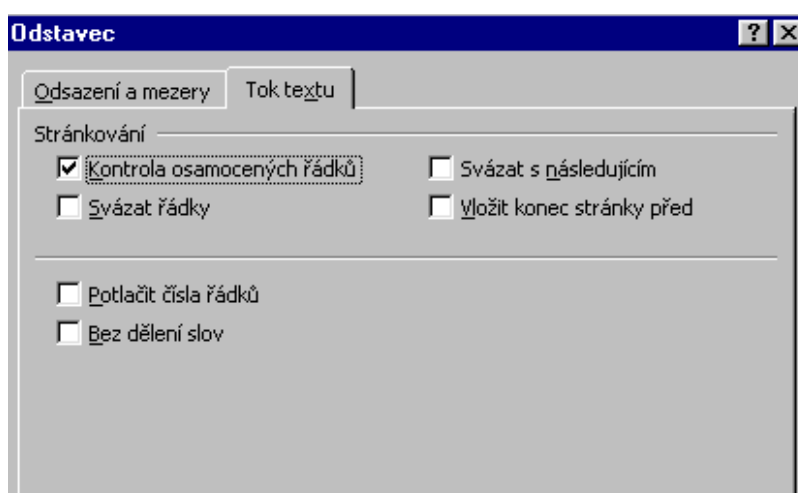 Odstavec
Odsazení a mezery
Tok textu
Stránkování
Kontrola osamocených řádků
Svázat s následujícím
Svázat řádky
Vložit konec stránky před
Potlačit čísla řádků
Bez dělení slov